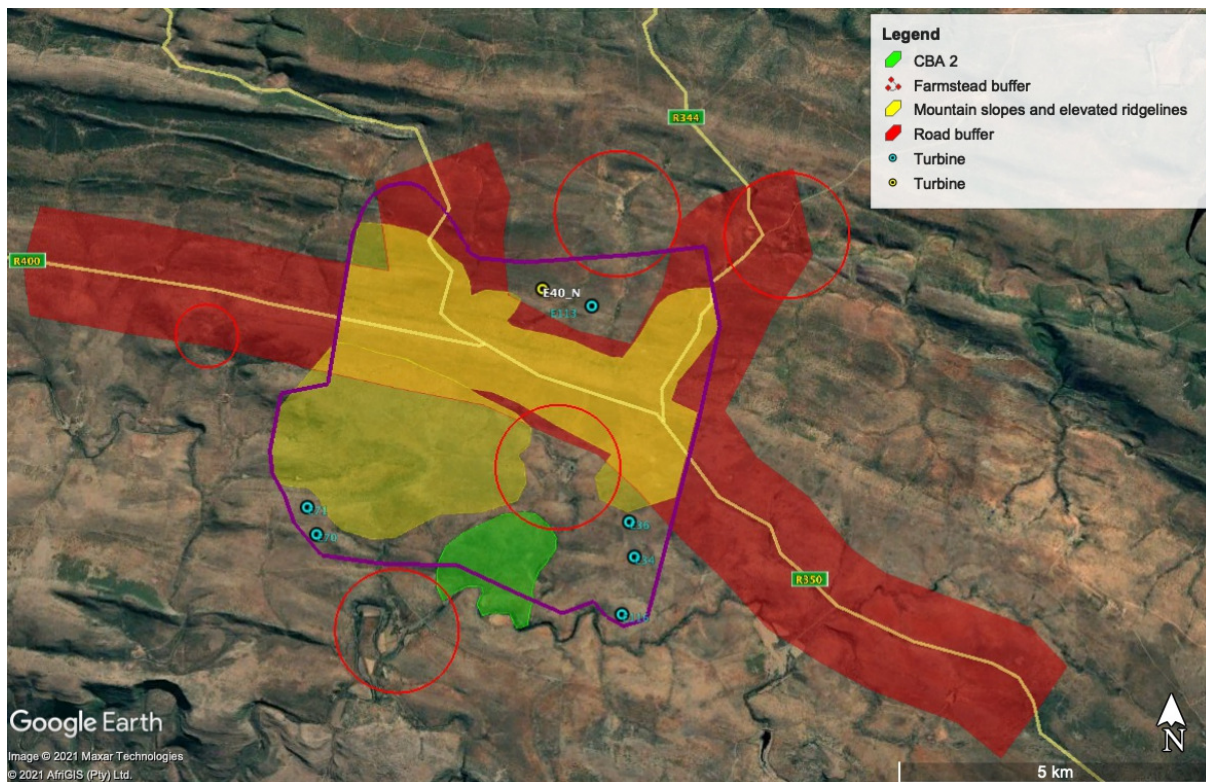 Legend
CBA 2
Farmstead buffer
Mountain slopes and elevated ridgelines
Road buffer
Turbine
Turbine
R344
R400
E40_N
R350
Google Earth
Image © 2021 Maxar Technologies
© 2021 AfriGIS (Pty) Ltd.
N
5 km